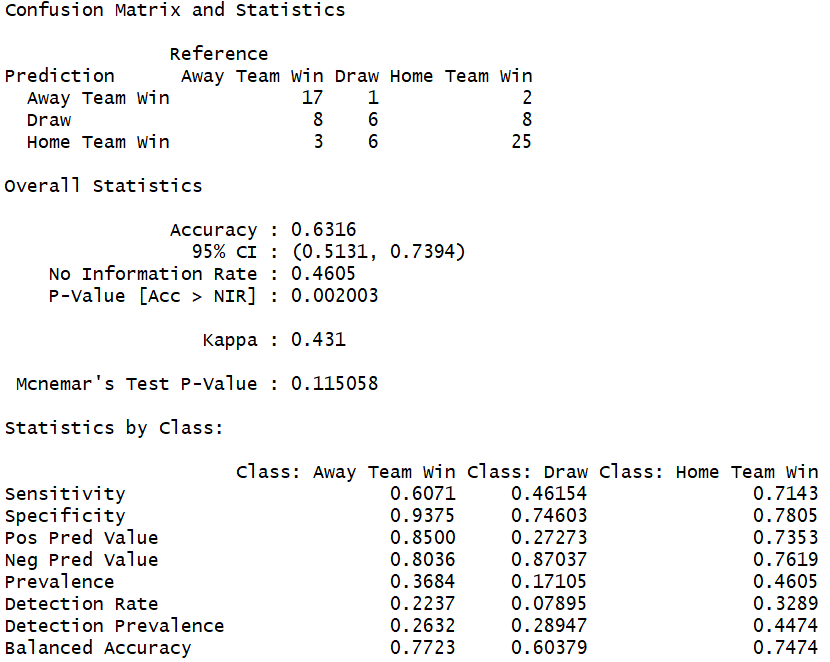 Confusion Matrix and Statistics
Reference
Prediction Away Team Win Draw Home Team Win
Away Team Win 17 1 2
Draw 8 6 8
Home Team Win 3 6 25
Overall Statistics
Accuracy : 0.6316
95% CI : (0.5131, 0.7394)
No Information Rate : 0.4605
P-Value [Acc > NIR] : 0.002003
Kappa : 0.431
Mcnemar's Test P-Value : 0.115058
Statistics by Class:
Class: Away Team Win Class: Draw Class: Home Team Win
Sensitivity 0.6071 0.46154 0.7143
Specificity 0.9375 0.74603 0.7805
Pos Pred Value 0.8500 0.27273 0.7353
Neg Pred Value 0.8036 0.87037 0.7619
Prevalence 0.3684 0.17105 0.4605
Detection Rate 0.2237 0.07895 0.3289
Detection Prevalence 0.2632 0.28947 0.4474
Balanced Accuracy 0.7723 0.60379 0.7474